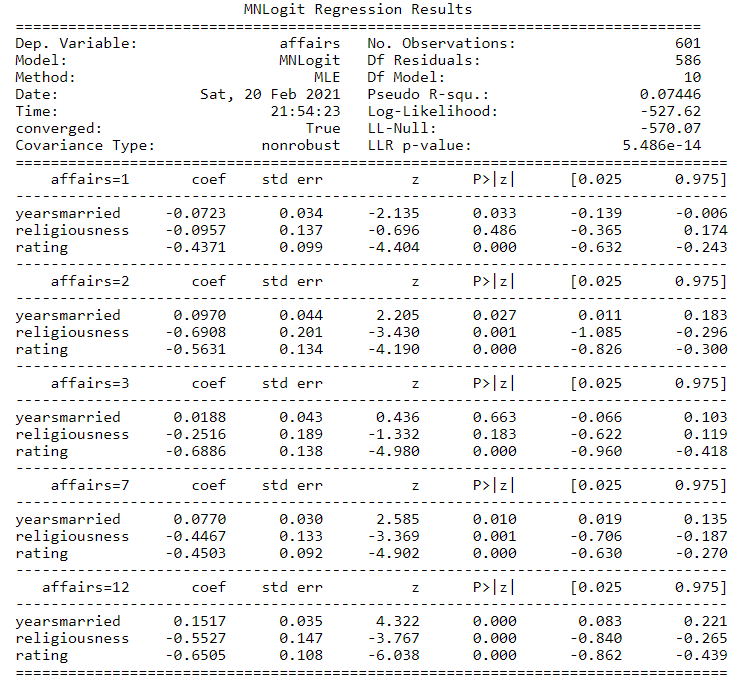 MNLogit Regression Results
==============================================================================
Dep. Variable:                affairs   No. Observations:                  601
Model:                        MNLogit   Df Residuals:                      586
Method:                           MLE   Df Model:                           10
Date:                Sat, 20 Feb 2021   Pseudo R-squ.:                 0.07446
Time:                        21:54:23   Log-Likelihood:                -527.62
converged:                       True   LL-Null:                       -570.07
Covariance Type:            nonrobust   LLR p-value:                 5.486e-14
=================================================================================
    affairs=1       coef    std err          z      P>|z|      [0.025      0.975]
---------------------------------------------------------------------------------
yearsmarried     -0.0723      0.034     -2.135      0.033      -0.139      -0.006
religiousness    -0.0957      0.137     -0.696      0.486      -0.365       0.174
rating           -0.4371      0.099     -4.404      0.000      -0.632      -0.243
---------------------------------------------------------------------------------
    affairs=2       coef    std err          z      P>|z|      [0.025      0.975]
---------------------------------------------------------------------------------
yearsmarried      0.0970      0.044      2.205      0.027       0.011       0.183
religiousness    -0.6908      0.201     -3.430      0.001      -1.085      -0.296
rating           -0.5631      0.134     -4.190      0.000      -0.826      -0.300
---------------------------------------------------------------------------------
    affairs=3       coef    std err          z      P>|z|      [0.025      0.975]
---------------------------------------------------------------------------------
yearsmarried      0.0188      0.043      0.436      0.663      -0.066       0.103
religiousness    -0.2516      0.189     -1.332      0.183      -0.622       0.119
rating           -0.6886      0.138     -4.980      0.000      -0.960      -0.418
---------------------------------------------------------------------------------
    affairs=7       coef    std err          z      P>|z|      [0.025      0.975]
---------------------------------------------------------------------------------
yearsmarried      0.0770      0.030      2.585      0.010       0.019       0.135
religiousness    -0.4467      0.133     -3.369      0.001      -0.706      -0.187
rating           -0.4503      0.092     -4.902      0.000      -0.630      -0.270
---------------------------------------------------------------------------------
   affairs=12       coef    std err          z      P>|z|      [0.025      0.975]
---------------------------------------------------------------------------------
yearsmarried      0.1517      0.035      4.322      0.000       0.083       0.221
religiousness    -0.5527      0.147     -3.767      0.000      -0.840      -0.265
rating           -0.6505      0.108     -6.038      0.000      -0.862      -0.439
=================================================================================